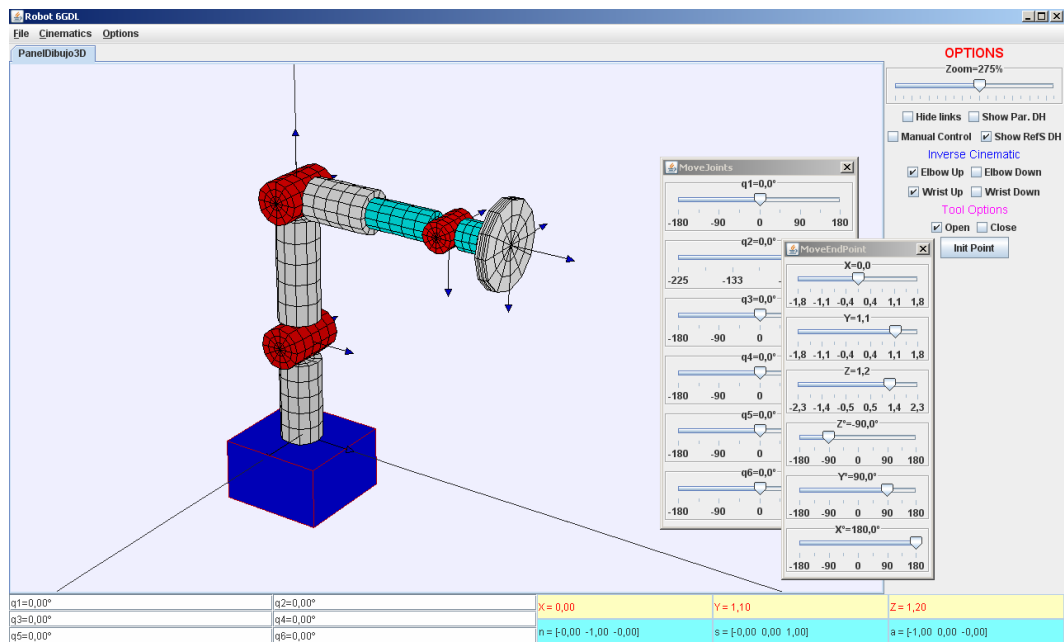 Robot 6GDL
File Cinematics Options
PanelDibujo3D
OPTIONS
Zoom=275%
Hide links Show Par. DH
Manual Control Show RefS DH
Inverse Cinematic
Elbow Up Elbow Down
Wrist Up Wrist Down
Tool Options
Open Close
Init Point
MoveJoints
q1=0,0°
-180 -90 0 90 180
q2=0,0°
-225 -133
q3=0,0°
-180 -90 0
q4=0,0°
-180 -90 0
q5=0,0°
-180 -90 0
q6=0,0°
-180 -90 0
MoveEndPoint
X=0,0
-1,8 -1,1 -0,4 0,4 1,1 1,8
Y=1,1
-1,8 -1,1 -0,4 0,4 1,1 1,8
Z=1,2
-2,3 -1,4 -0,5 0,5 1,4 2,3
Z°=-90,0°
-180 -90 0 90 180
Y°=90,0°
-180 -90 0 90 180
X°=180,0°
-180 -90 0 90 180
q1=0,00° q2=0,00°
q3=0,00° q4=0,00°
q5=0,00° q6=0,00°
X = 0,00 Y = 1,10 Z = 1,20
n = [-0,00 -1,00 -0,00] s = [-0,00 0,00 1,00] a = [-1,00 0,00 -0,00]